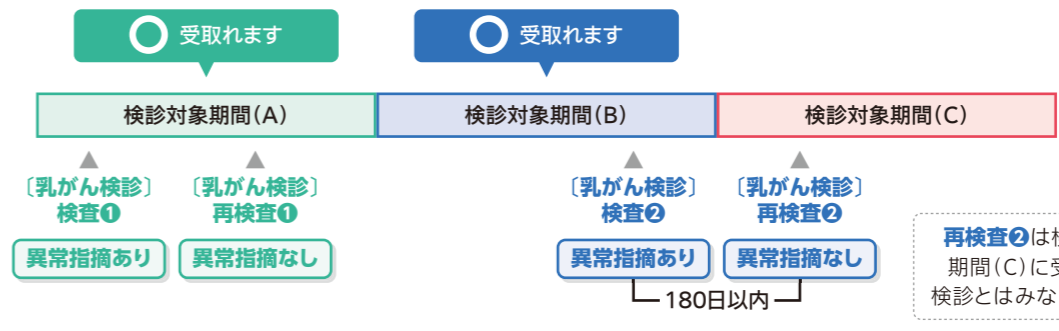 受取れます
受取れます
検診対象期間(A)
検診対象期間(B)
検診対象期間(C)
〔乳がん検診〕
検査❶
異常指摘あり
〔乳がん検診〕
再検査❶
異常指摘なし
〔乳がん検診〕
検査❷
異常指摘あり
〔乳がん検診〕
再検査❷
異常指摘なし
180日以内
再検査❷は検
期間(C)に受
検診とはみな